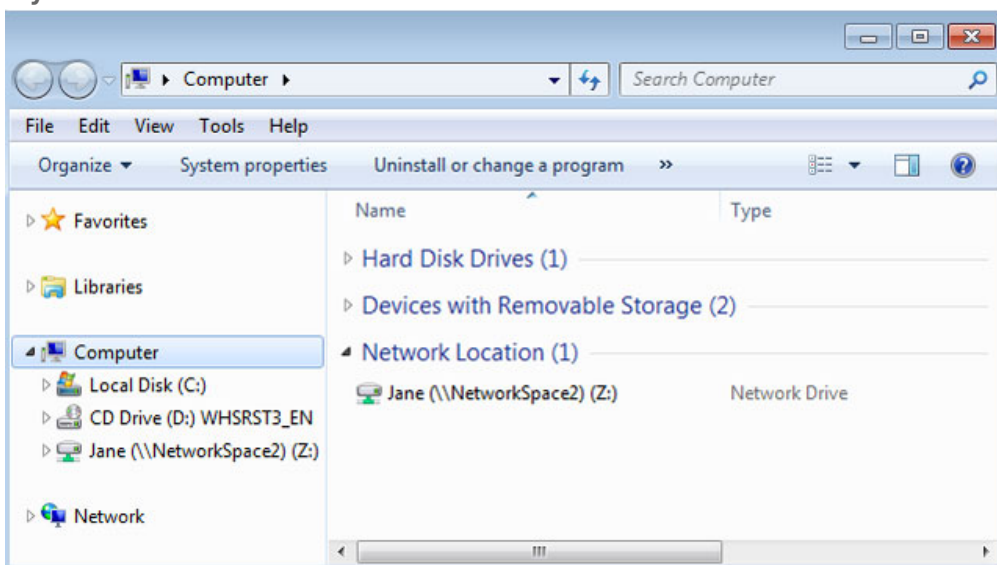 Computer
Search Computer
File Edit View Tools Help
Organize System properties Uninstall or change a program »
Favorites
Libraries
Computer
Local Disk (C:)
CD Drive (D:) WHSRST3_EN
Jane (\\NetworkSpace2) (Z:)
Network
Name Type
Hard Disk Drives (1)
Devices with Removable Storage (2)
Network Location (1)
Jane (\\NetworkSpace2) (Z:) Network Drive